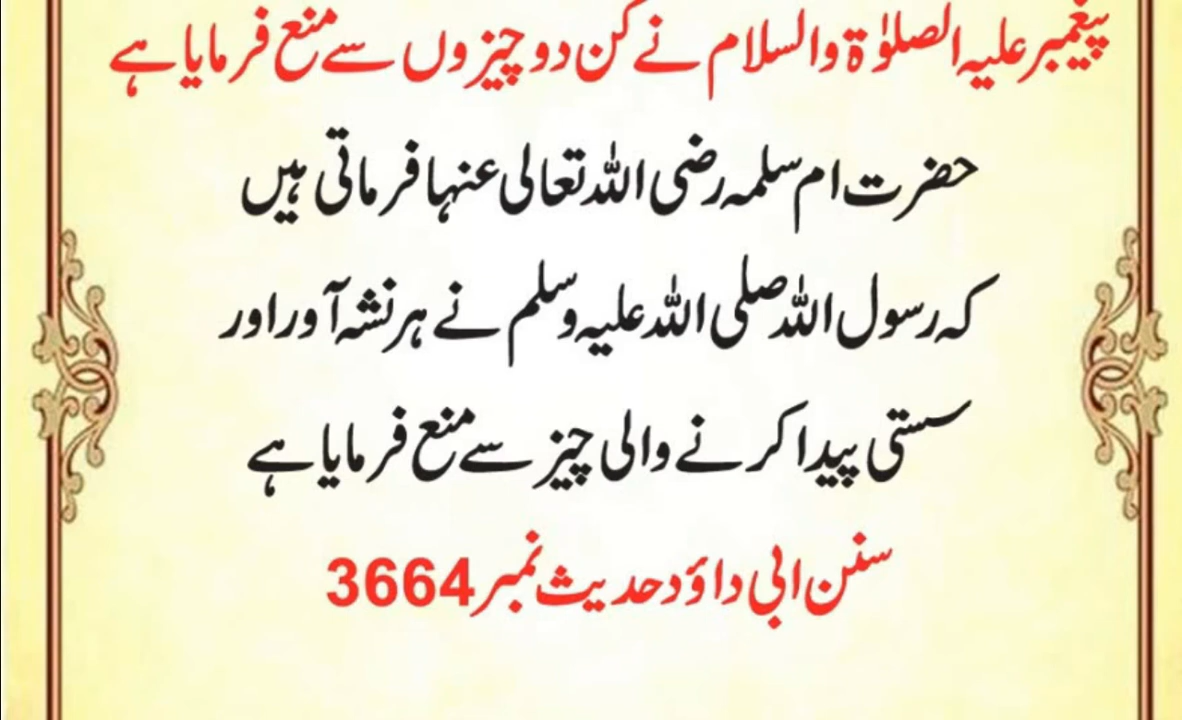 پیغمبر علیہ الصلوٰۃ والسلام نے کن دو چیزوں سے منع فرمایا ہے
حضرت ام سلمہ رضی اللہ تعالی عنہا فرماتی ہیں
کہ رسول اللہ صلی اللہ علیہ وسلم نے ہر نشہ آور اور
سستی پیدا کرنے والی چیز سے منع فرمایا ہے
سنن ابی داؤد حدیث نمبر 3664